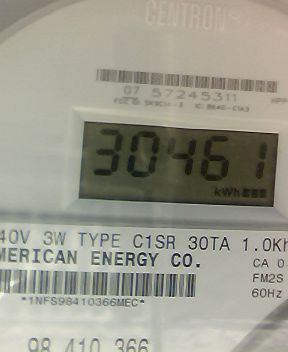 CENTRON®
07 57245311
30461
kWh
40V 3W TYPE C1SR 30TA 1.0Kh
MERICAN ENERGY CO.
CA 0
FM2S
60Hz
*1NFS98410366MEC*
98 410 366